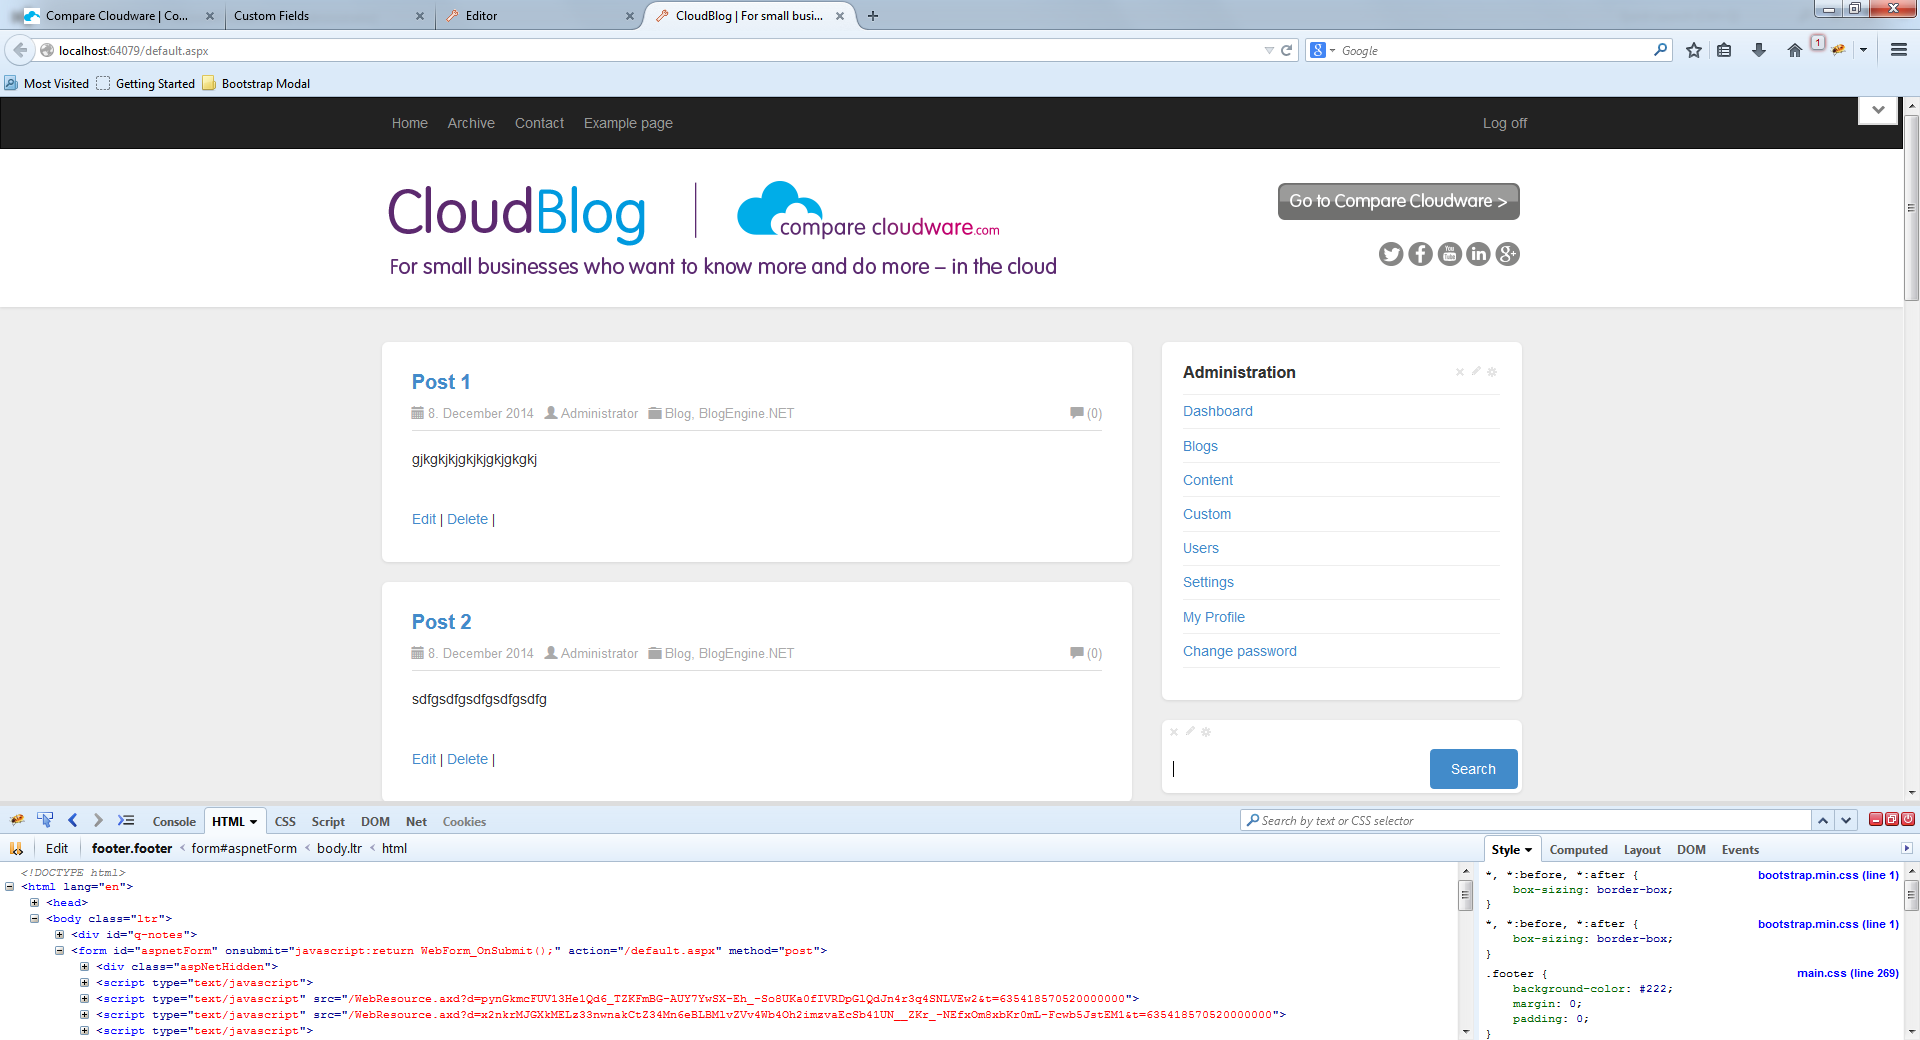 Compare Cloudware | Co...
Custom Fields
Editor
CloudBlog | For small busi...
localhost:64079/default.aspx
Google
1
Most Visited
Getting Started
Bootstrap Modal
Home
Archive
Contact
Example page
Log off
CloudBlog
compare cloudware.com
Go to Compare Cloudware >
For small businesses who want to know more and do more – in the cloud
Post 1
8. December 2014 Administrator Blog, BlogEngine.NET (0)
gjkgkjkjgkjkjgkjgkgkj
Edit | Delete |
Post 2
8. December 2014 Administrator Blog, BlogEngine.NET (0)
sdfgsdfgsdfgsdfgsdfg
Edit | Delete |
Administration
Dashboard
Blogs
Content
Custom
Users
Settings
My Profile
Change password
Search
Console HTML CSS Script DOM Net Cookies
Search by text or CSS selector
Edit footer.footer < form#aspnetForm < body.ltr < html
<!DOCTYPE html>
<html lang="en">
<head>
<body class="ltr">
<div id="q-notes">
<form id="aspnetForm" onsubmit="javascript:return WebForm_OnSubmit();" action="/default.aspx" method="post">
<div class="aspNetHidden">
<script type="text/javascript">
<script type="text/javascript" src="/WebResource.axd?d=pynGkmcFUV13He1Qd6_TZKFmBG-AUY7YwSX-Eh_-So8UKa0fIVRDpGlQdJn4r3q4SNLVEw2&t=635418570520000000">
<script type="text/javascript" src="/WebResource.axd?d=x2nkrMJGXkMELz33nwnakCtZ34Mn6eBLBMlvZVv4Wb4Oh2imzvaEcSb41UN__ZKr_-NEfxOm8xbKr0mL-Fcwb5JstEM1&t=635418570520000000">
<script type="text/javascript">
Style Computed Layout DOM Events
*, *:before, *:after { bootstrap.min.css (line 1)
box-sizing: border-box;
}
*, *:before, *:after { bootstrap.min.css (line 1)
box-sizing: border-box;
}
.footer { main.css (line 269)
background-color: #222;
margin: 0;
padding: 0;
}